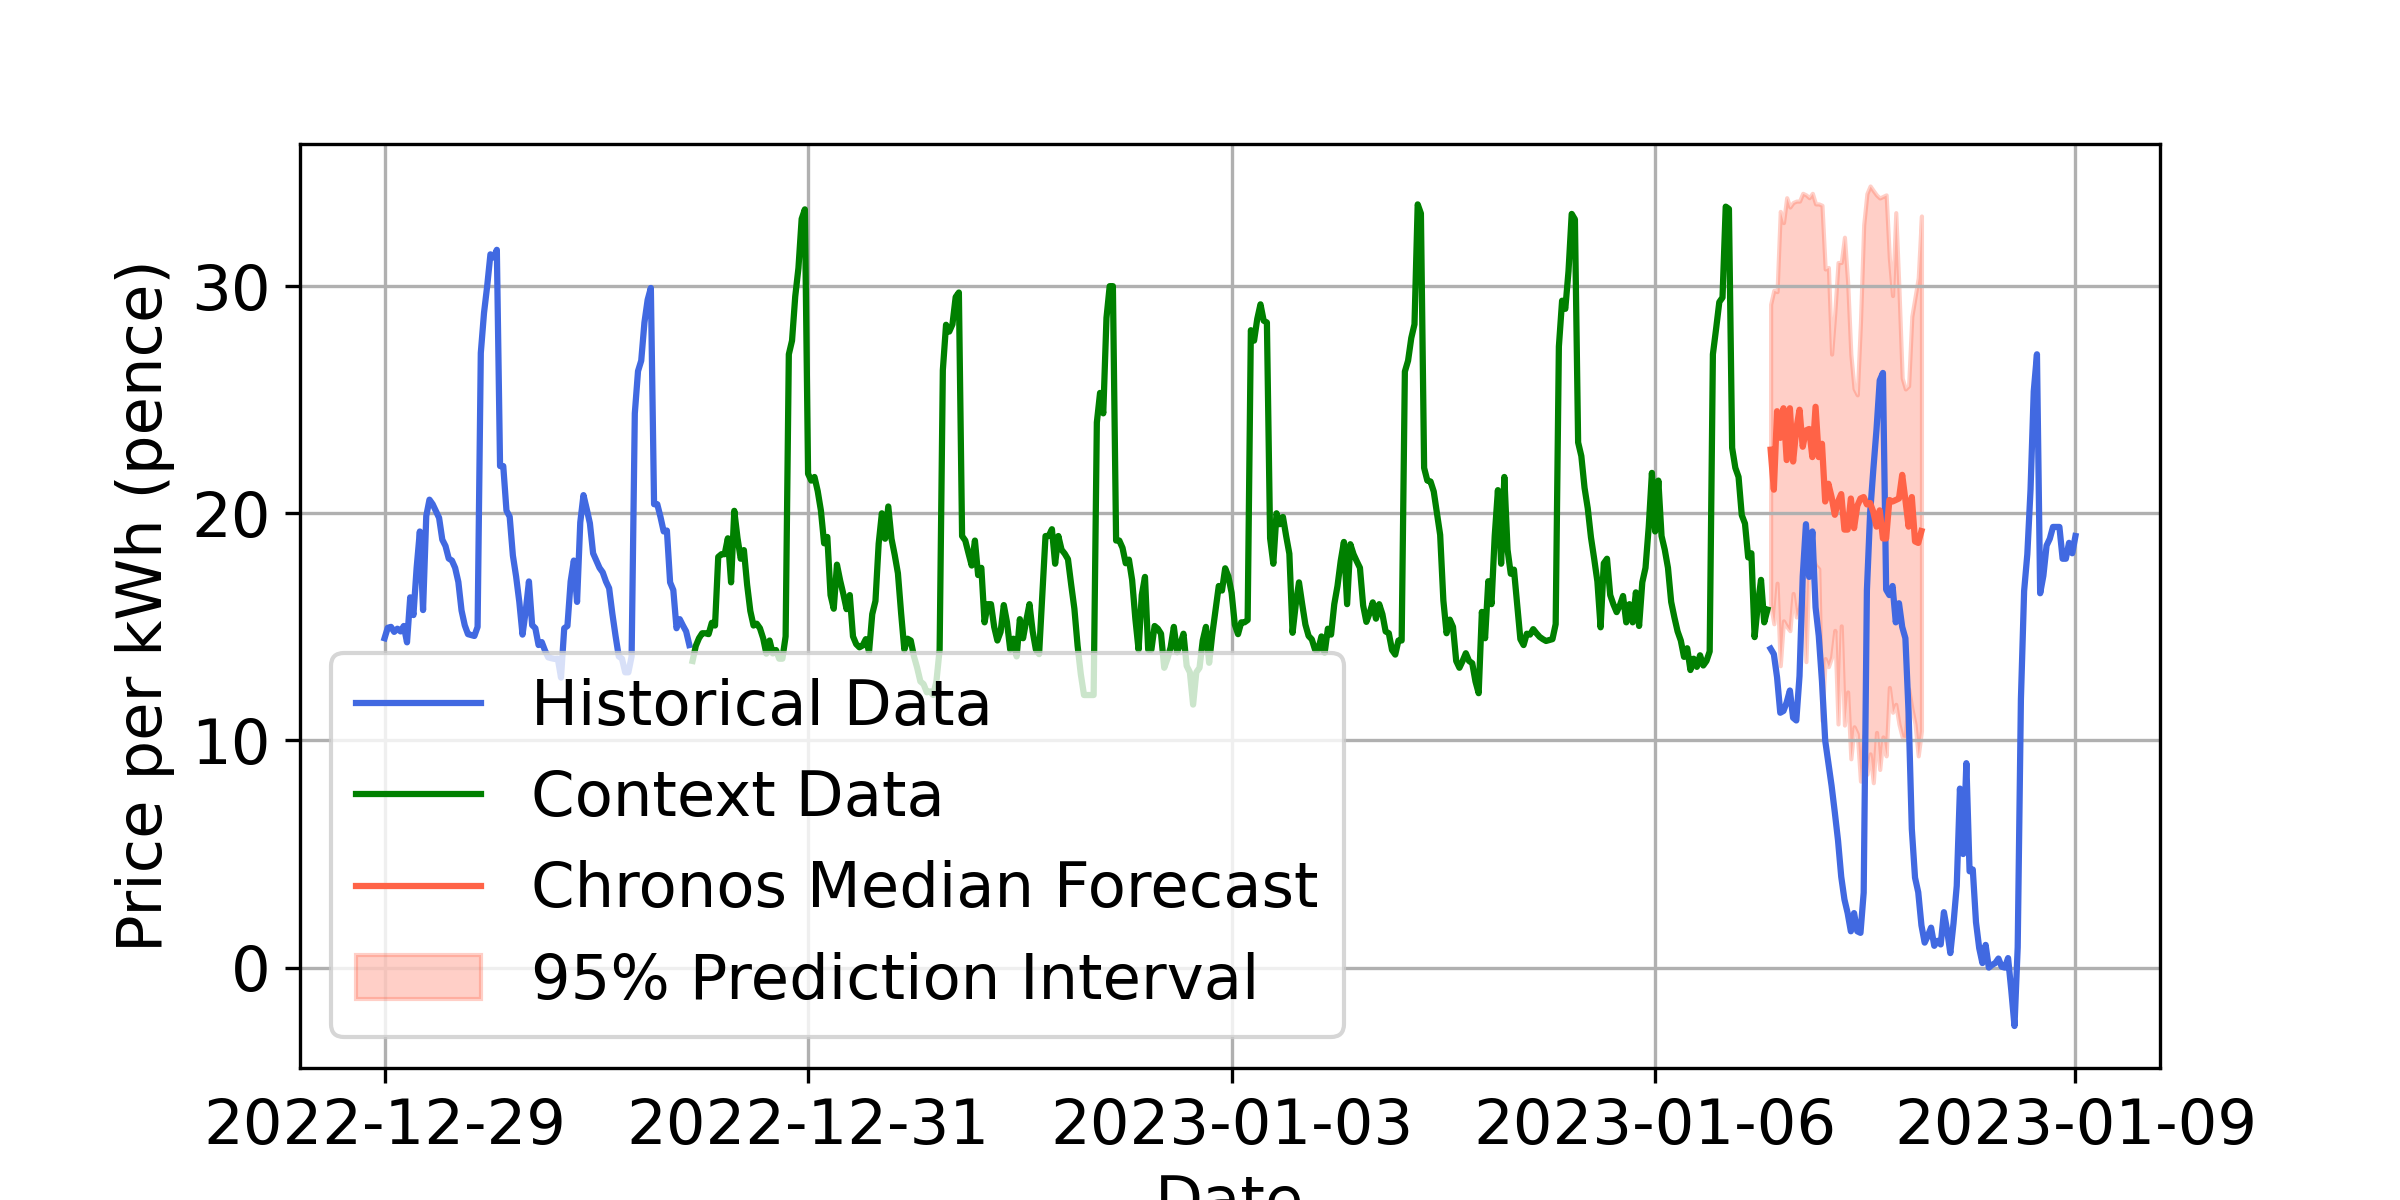 Price per kWh (pence)
30
20
10
0
Historical Data
Context Data
Chronos Median Forecast
95% Prediction Interval
2022-12-29 2022-12-31 2023-01-03 2023-01-06 2023-01-09
Date